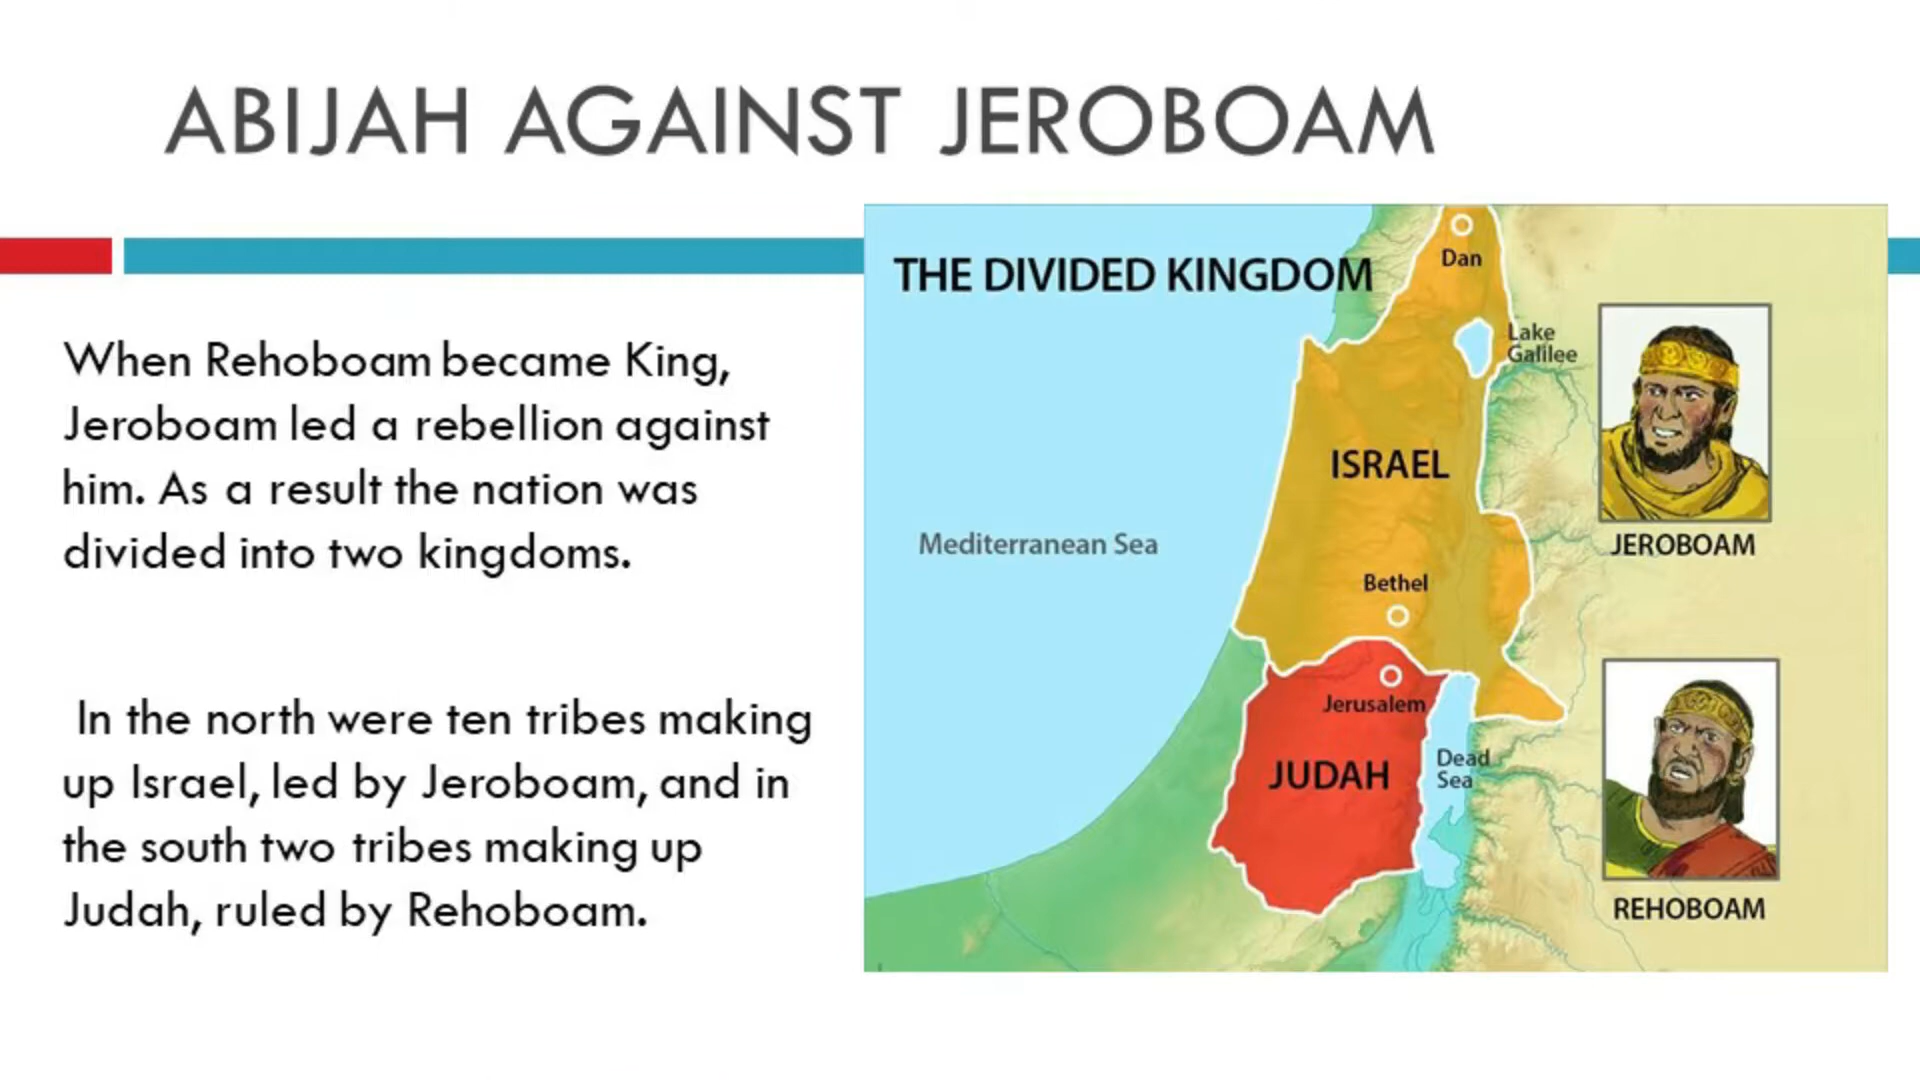 ABIJAH AGAINST JEROBOAM
When Rehoboam became King,
Jeroboam led a rebellion against
him. As a result the nation was
divided into two kingdoms.
In the north were ten tribes making
up Israel, led by Jeroboam, and in
the south two tribes making up
Judah, ruled by Rehoboam.
THE DIVIDED KINGDOM
Dan
Lake
Galilee
ISRAEL
Mediterranean Sea
JEROBOAM
Bethel
Jerusalem
JUDAH
Dead
Sea
REHOBOAM